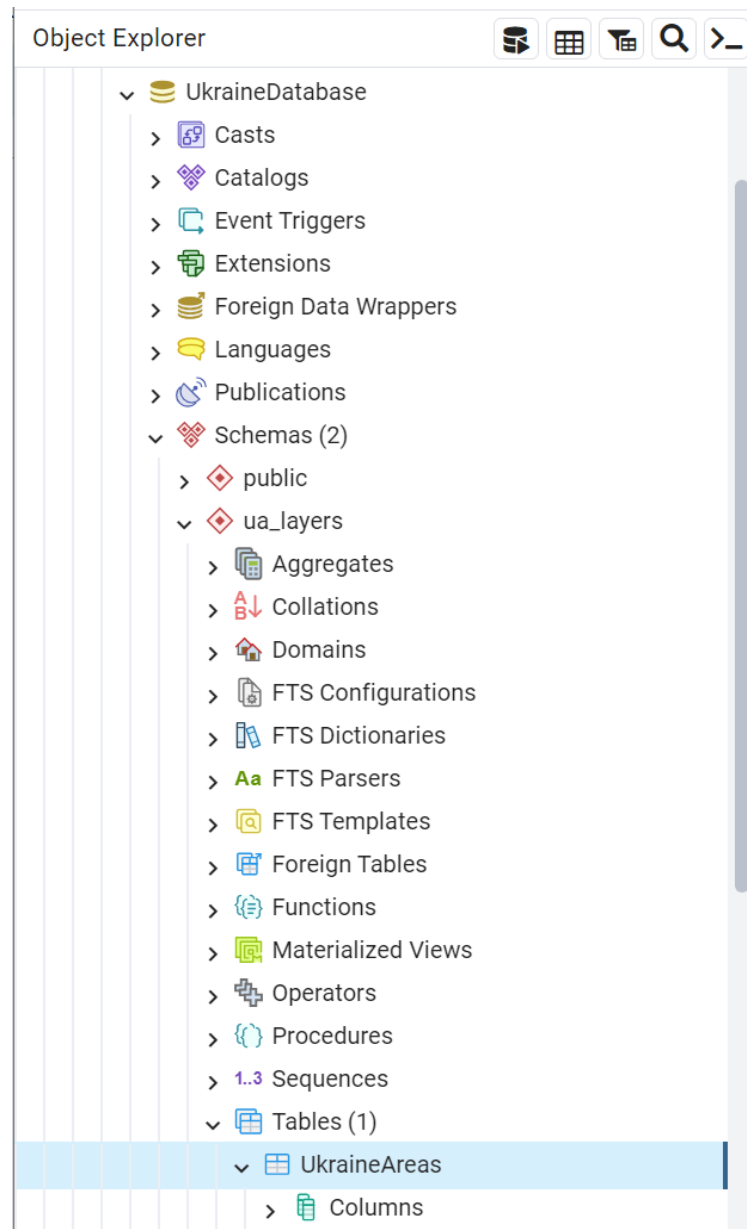 Object Explorer
UkraineDatabase
Casts
Catalogs
Event Triggers
Extensions
Foreign Data Wrappers
Languages
Publications
Schemas (2)
public
ua_layers
Aggregates
A
B
Collations
Domains
FTS Configurations
FTS Dictionaries
Aa FTS Parsers
FTS Templates
Foreign Tables
Functions
Materialized Views
Operators
Procedures
1..3 Sequences
Tables (1)
UkraineAreas
Columns